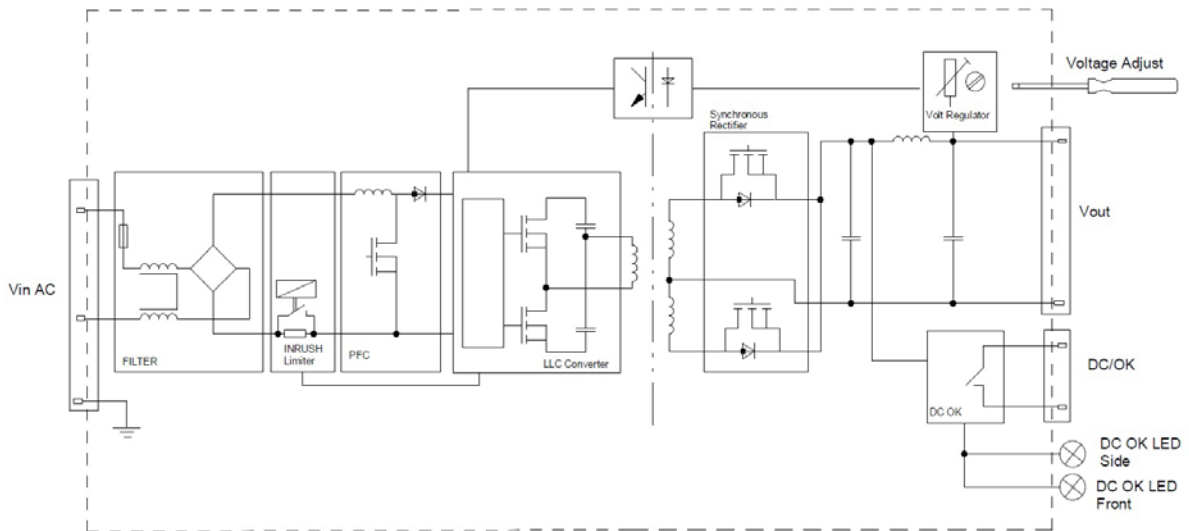 Voltage Adjust
Volt Regulator
Synchronous
Rectifier
Vout
Vin AC
FILTER
INRUSH
Limiter
PFC
LLC Converter
DC/OK
DC OK
DC OK LED
Side
DC OK LED
Front